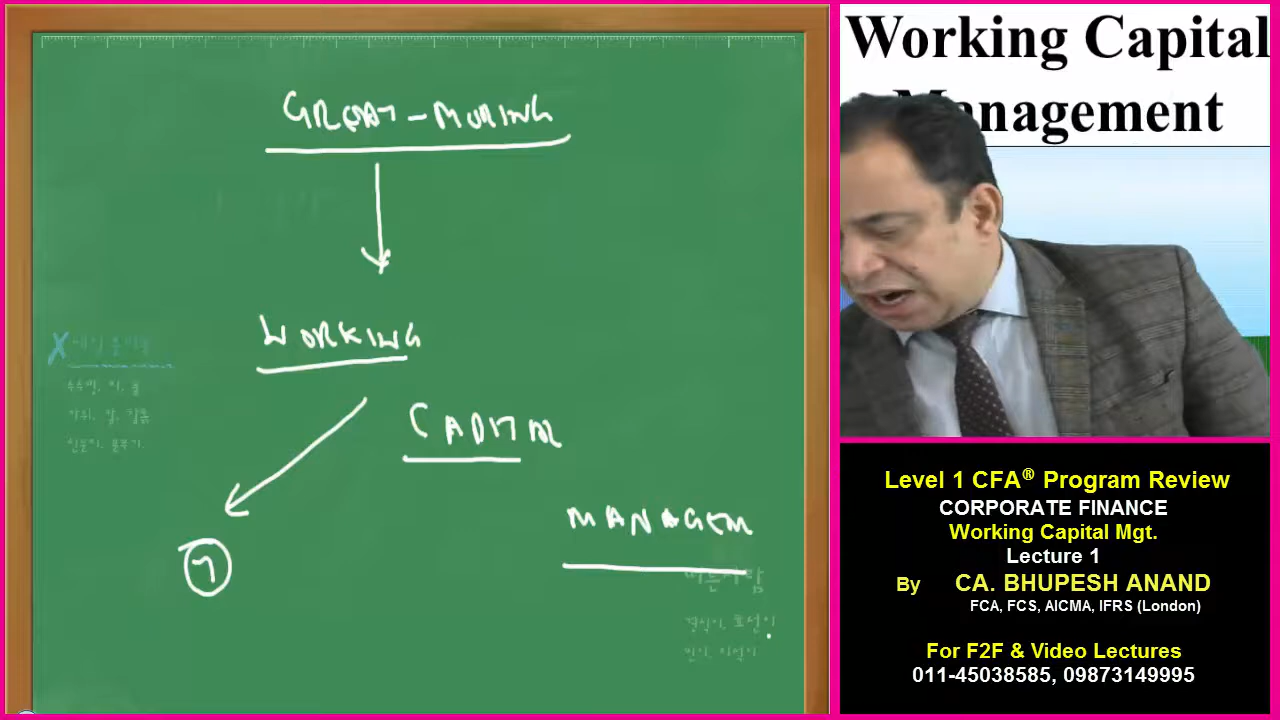 GREAT-MORING
WORKING
CAPITAL
MANAGEM
7
Working Capital
Management
Level 1 CFA® Program Review
CORPORATE FINANCE
Working Capital Mgt.
Lecture 1
By CA. BHUPESH ANAND
FCA, FCS, AICMA, IFRS (London)
For F2F & Video Lectures
011-45038585, 09873149995